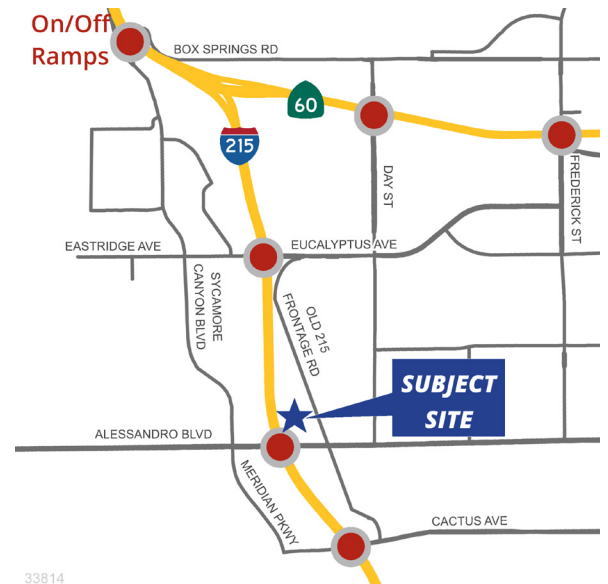 On/Off
Ramps
BOX SPRINGS RD
60
215
DAY ST
FREDERICK ST
EASTRIDGE AVE
EUCALYPTUS AVE
SYCAMORE
CANYON BLVD
OLD 215
FRONTAGE RD
SUBJECT
SITE
ALESSANDRO BLVD
MERIDIAN PKWY
CACTUS AVE
33814